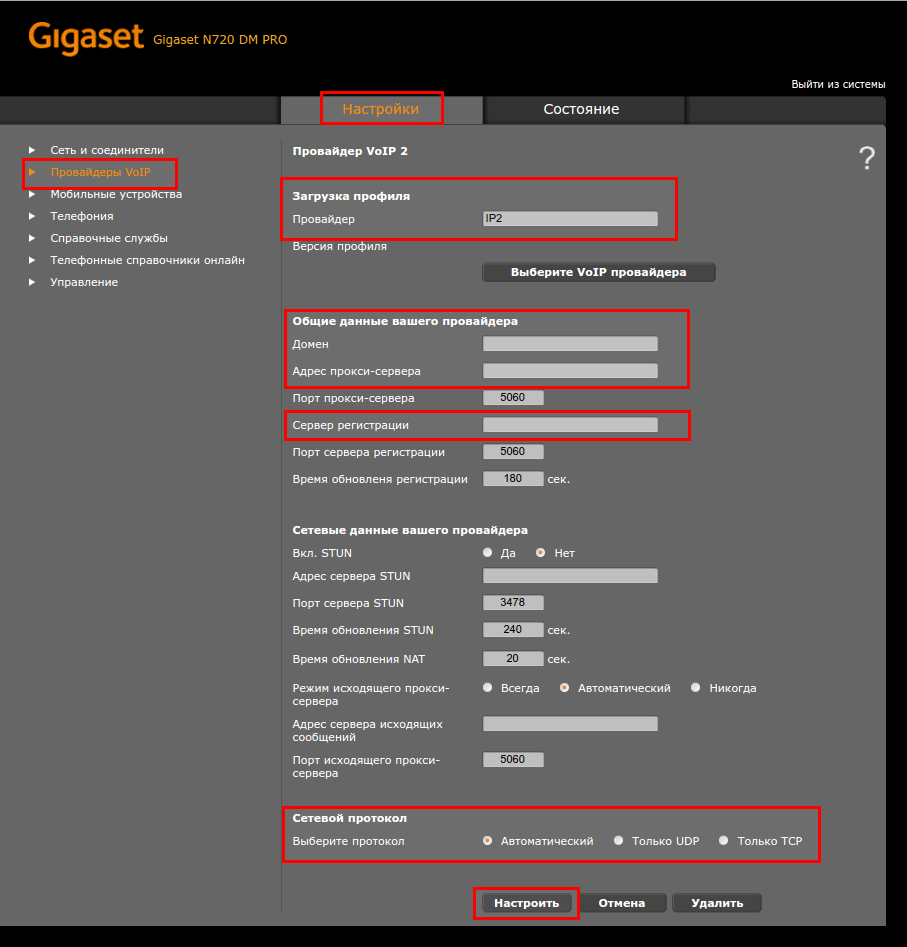 Gigaset Gigaset N720 DM PRO
Выйти из системы
Настройки Состояние
Сеть и соединители
Провайдеры VoIP
Мобильные устройства
Телефония
Справочные службы
Телефонные справочники онлайн
Управление
Провайдер VoIP 2
?
Загрузка профиля
Провайдер IP2
Версия профиля
Выберите VoIP провайдера
Общие данные вашего провайдера
Домен
Адрес прокси-сервера
Порт прокси-сервера 5060
Сервер регистрации
Порт сервера регистрации 5060
Время обновленя регистрации 180 сек.
Сетевые данные вашего провайдера
Вкл. STUN Да Нет
Адрес сервера STUN
Порт сервера STUN 3478
Время обновления STUN 240 сек.
Время обновления NAT 20 сек.
Режим исходящего прокси- Всегда Автоматический Никогда
сервера
Адрес сервера исходящих
сообщений
Порт исходящего прокси- 5060
сервера
Сетевой протокол
Выберите протокол Автоматический Только UDP Только TCP
Настроить Отмена Удалить